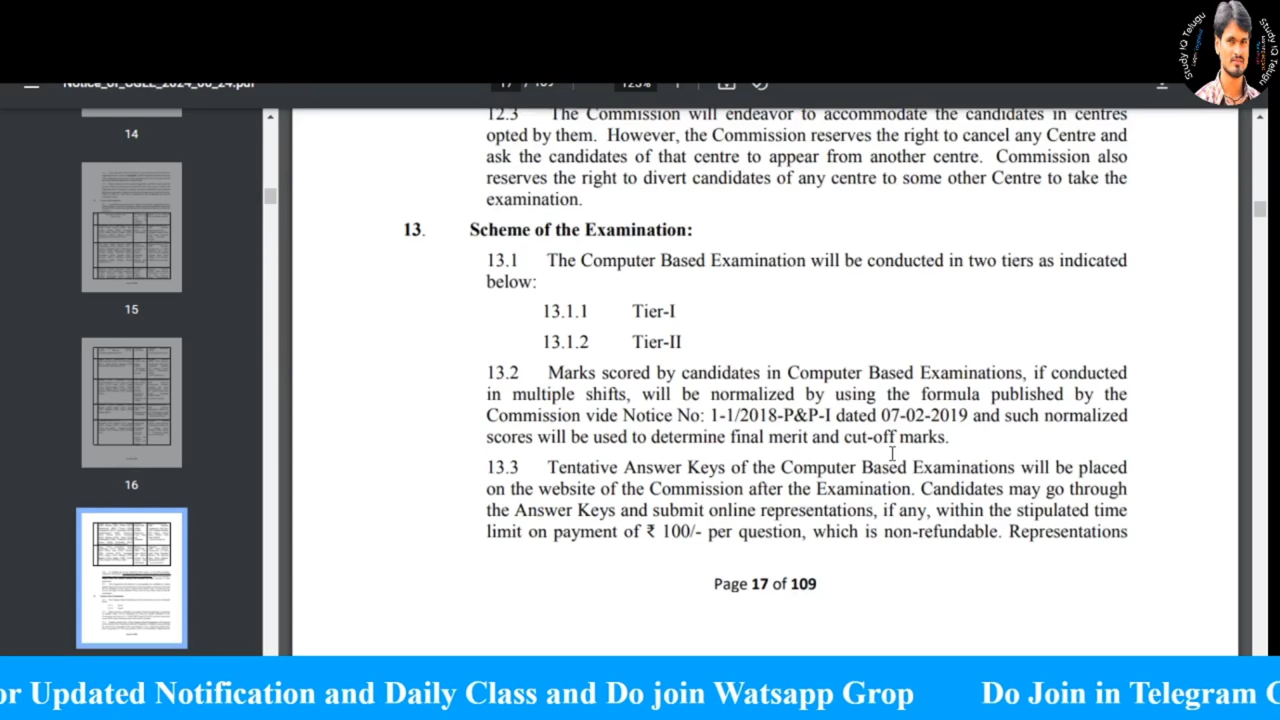 Study IQ Telugu
Study IQ Telugu
Notice_of_CGLE_2024_06_24.pdf
17 / 109
125%
14
15
16
12.3 The Commission will endeavor to accommodate the candidates in centres
opted by them. However, the Commission reserves the right to cancel any Centre and
ask the candidates of that centre to appear from another centre. Commission also
reserves the right to divert candidates of any centre to some other Centre to take the
examination.
13. Scheme of the Examination:
13.1 The Computer Based Examination will be conducted in two tiers as indicated
below:
13.1.1 Tier-I
13.1.2 Tier-II
13.2 Marks scored by candidates in Computer Based Examinations, if conducted
in multiple shifts, will be normalized by using the formula published by the
Commission vide Notice No: 1-1/2018-P&P-I dated 07-02-2019 and such normalized
scores will be used to determine final merit and cut-off marks.
13.3 Tentative Answer Keys of the Computer Based Examinations will be placed
on the website of the Commission after the Examination. Candidates may go through
the Answer Keys and submit online representations, if any, within the stipulated time
limit on payment of ₹ 100/- per question, which is non-refundable. Representations
Page 17 of 109
or Updated Notification and Daily Class and Do join Watsapp Grop Do Join in Telegram C